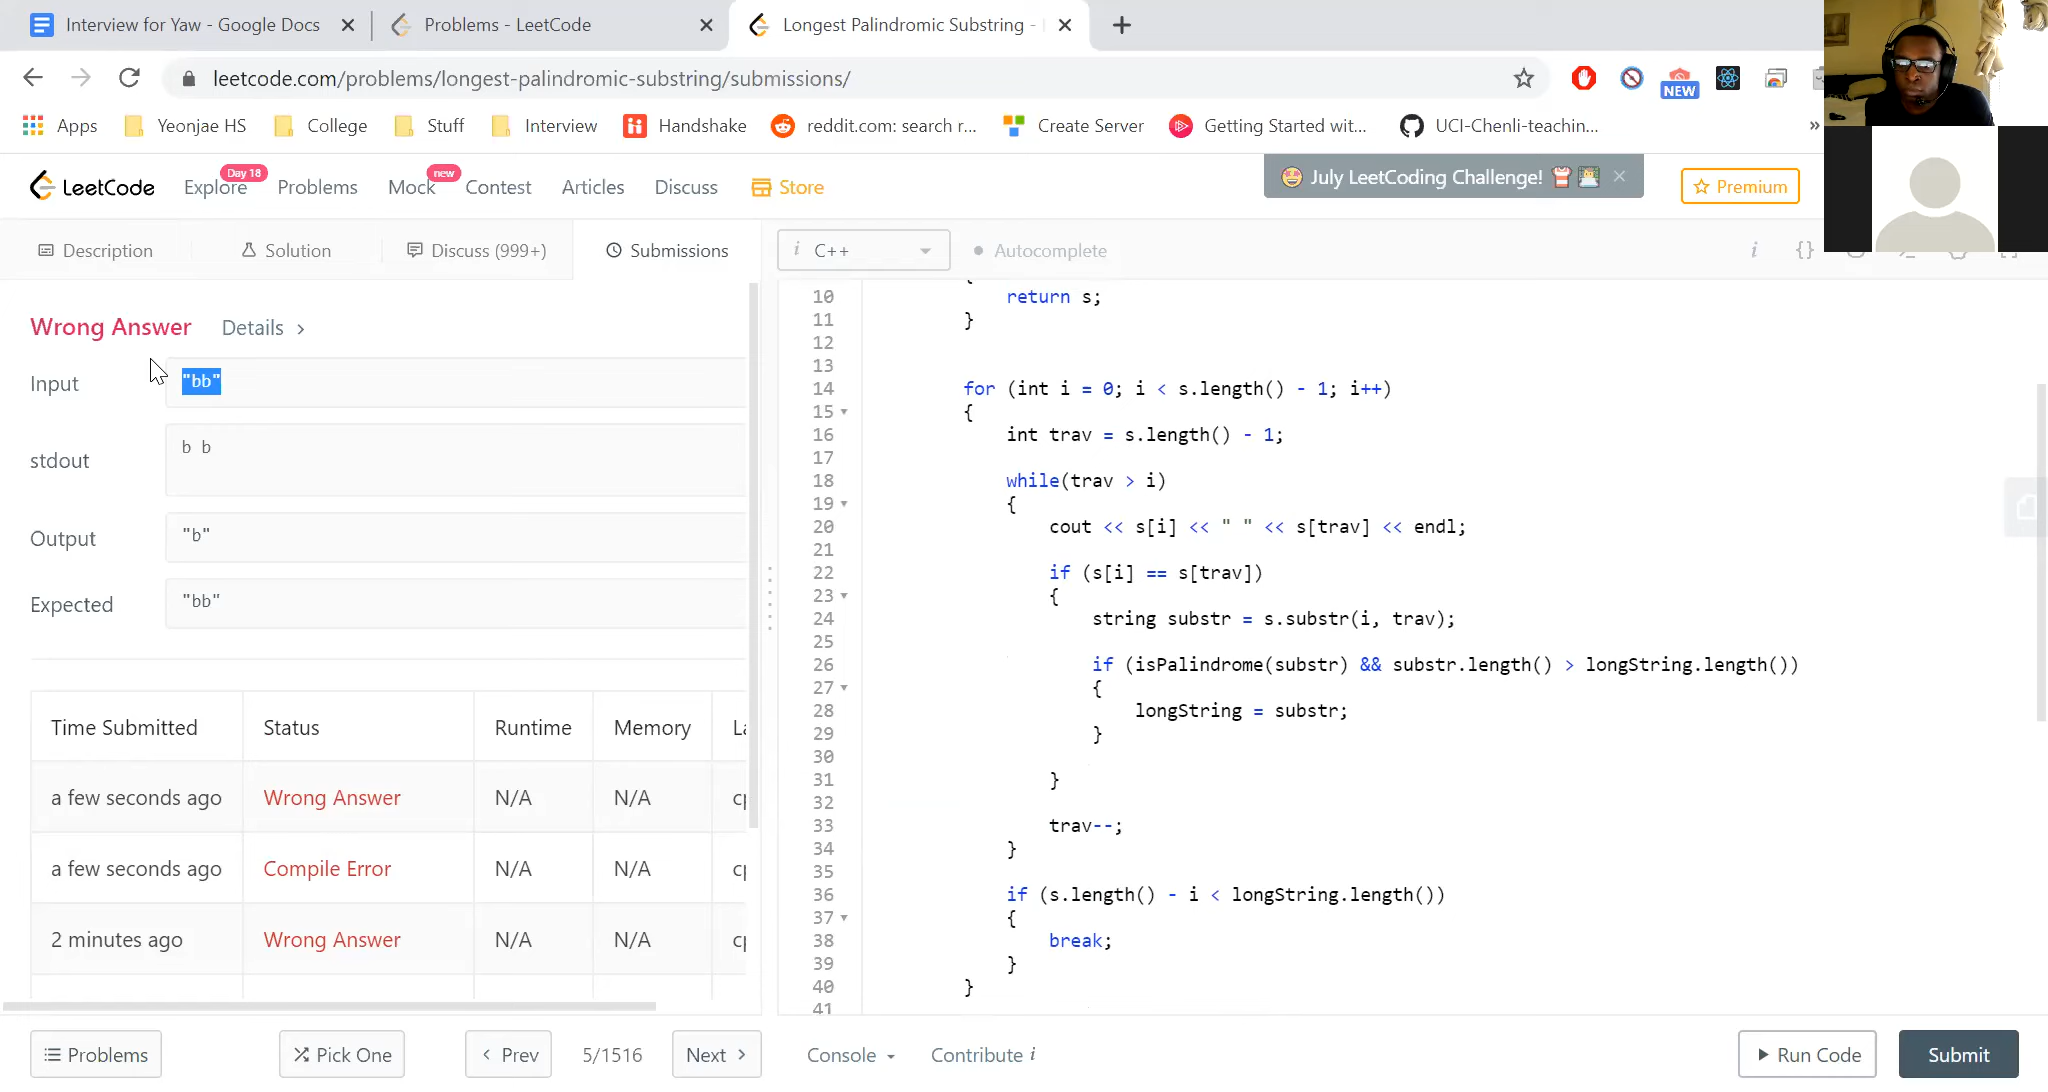 Interview for Yaw - Google Docs
Problems - LeetCode
Longest Palindromic Substring -
leetcode.com/problems/longest-palindromic-substring/submissions/
NEW
Apps
Yeonjae HS
College
Stuff
Interview
Handshake
reddit.com: search r...
Create Server
Getting Started wit...
UCI-Chenli-teachin...
»
LeetCode
Explore
Day 18
Problems
Mock
new
Contest
Articles
Discuss
Store
July LeetCoding Challenge!
Premium
Description
Solution
Discuss (999+)
Submissions
i C++
Autocomplete
i {}
Wrong Answer Details >
Input "bb"
stdout b b
Output "b"
Expected "bb"
Time Submitted Status Runtime Memory
a few seconds ago Wrong Answer N/A N/A
a few seconds ago Compile Error N/A N/A
2 minutes ago Wrong Answer N/A N/A
10 return s;
11 }
12
13
14 for (int i = 0; i < s.length() - 1; i++)
15 {
16 int trav = s.length() - 1;
17
18 while(trav > i)
19 {
20 cout << s[i] << " " << s[trav] << endl;
21
22 if (s[i] == s[trav])
23 {
24 string substr = s.substr(i, trav);
25
26 if (isPalindrome(substr) && substr.length() > longString.length())
27 {
28 longString = substr;
29 }
30
31 }
32
33 trav--;
34 }
35
36 if (s.length() - i < longString.length())
37 {
38 break;
39 }
40 }
41
Problems
Pick One
< Prev
5/1516
Next >
Console
Contribute i
Run Code
Submit